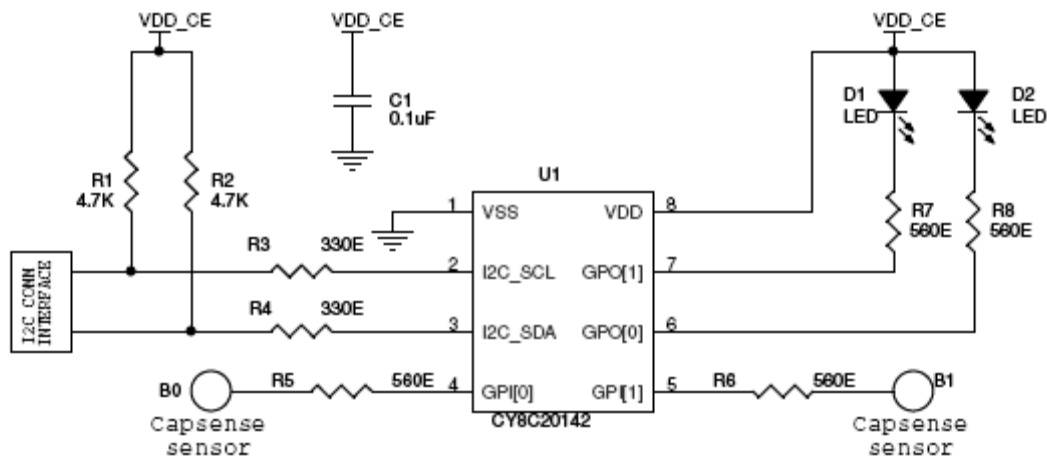 VDD_CE
VDD_CE
VDD_CE
C1
0.1uF
D1
LED
D2
LED
R1
4.7K
R2
4.7K
U1
1
VSS
VDD
8
R7
560E
R8
560E
R3
330E
2
I2C_SCL
GPO[1]
7
I2C CONN
INTERFACE
R4
330E
3
I2C_SDA
GPO[0]
6
B0
R5
560E
4
GPI[0]
GPI[1]
5
R6
560E
B1
CY8C20142
Capsense
sensor
Capsense
sensor